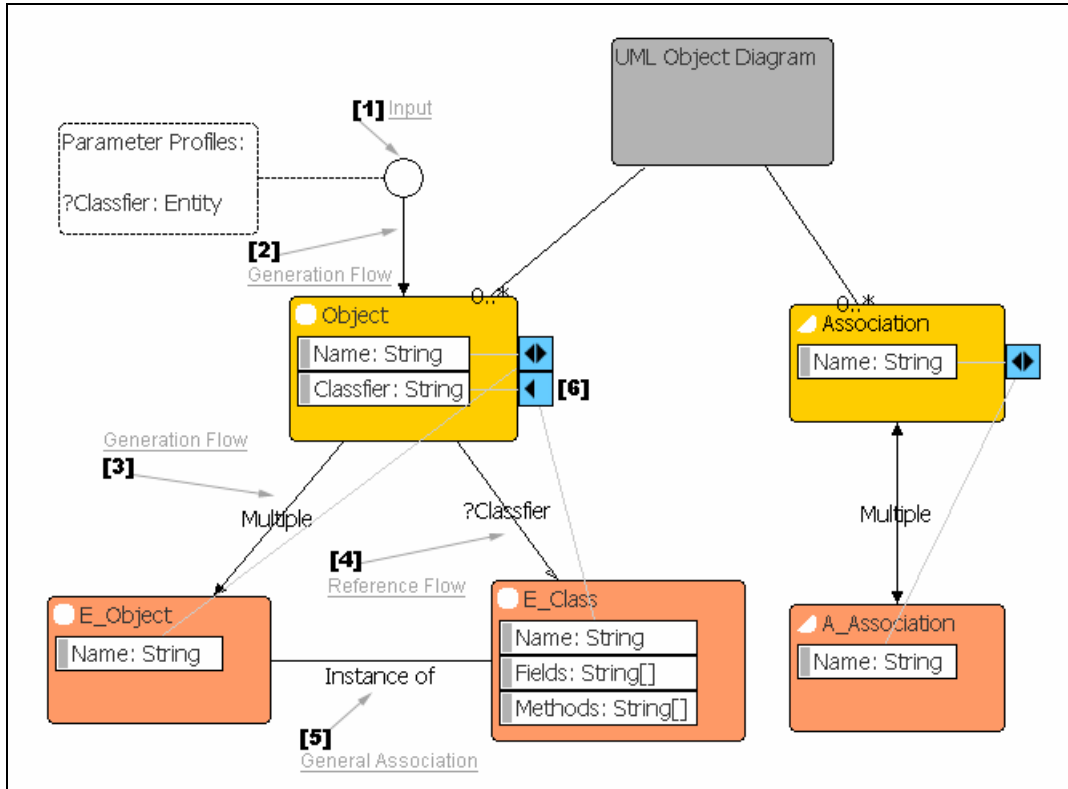 UML Object Diagram
[1] Input
Parameter Profiles:
?Classfier: Entity
[2]
Generation Flow
0..*
Object
Name: String
Classfier: String
[6]
0..*
Association
Name: String
Generation Flow
[3]
Multiple
?Classfier
[4]
Reference Flow
Multiple
E_Object
Name: String
Instance of
[5]
General Association
E_Class
Name: String
Fields: String[]
Methods: String[]
A_Association
Name: String